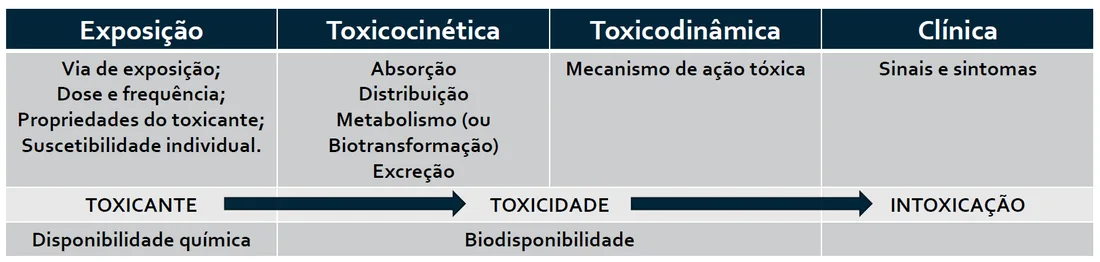 Exposição
Toxicocinética
Toxicodinâmica
Clínica
Via de exposição;
Dose e frequência;
Propriedades do toxicante;
Suscetibilidade individual.
Absorção
Distribuição
Metabolismo (ou
Biotransformação)
Excreção
Mecanismo de ação tóxica
Sinais e sintomas
TOXICANTE
TOXICIDADE
INTOXICAÇÃO
Disponibilidade química
Biodisponibilidade